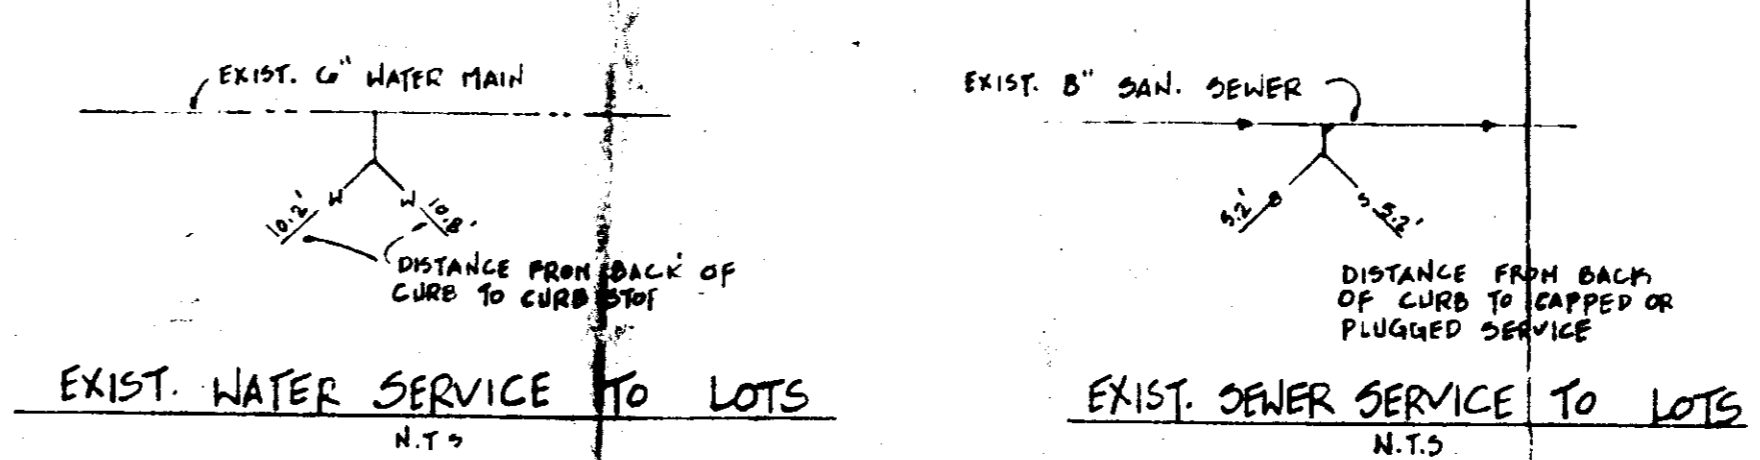 EXIST. 6" WATER MAIN
W W
10.2' 10.8'
DISTANCE FROM BACK OF
CURB TO CURB STOP
EXIST. WATER SERVICE TO LOTS
N.T.S
EXIST. 8" SAN. SEWER
5.2' S S 5.2'
DISTANCE FROM BACK
OF CURB TO CAPPED OR
PLUGGED SERVICE
EXIST. SEWER SERVICE TO LOTS
N.T.S